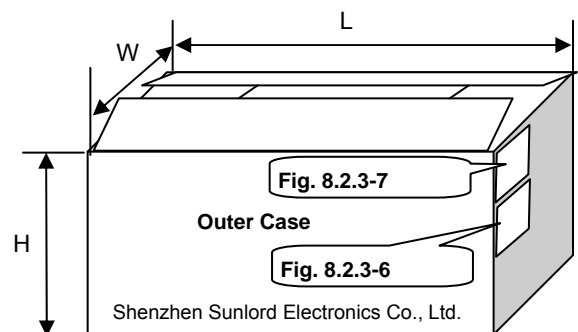 L
W
Fig. 8.2.3-7
Outer Case
H
Fig. 8.2.3-6
Shenzhen Sunlord Electronics Co., Ltd.